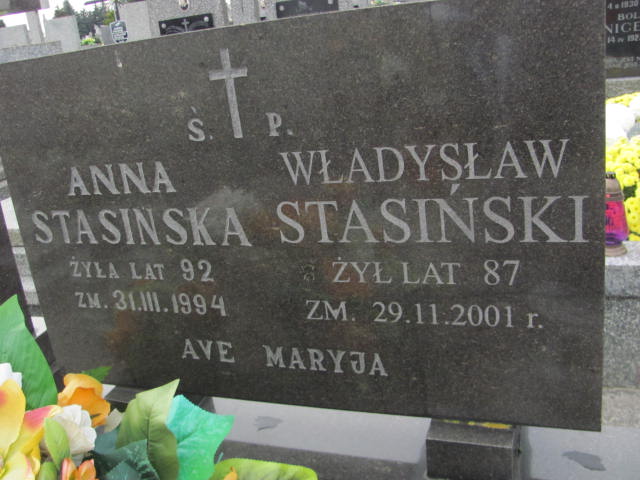 Ś. P.
ANNA
STASIŃSKA
ŻYŁA LAT 92
ZM. 31.III.1994
WŁADYSŁAW
STASIŃSKI
ŻYŁ LAT 87
ZM. 29.11.2001 r.
AVE MARYJA